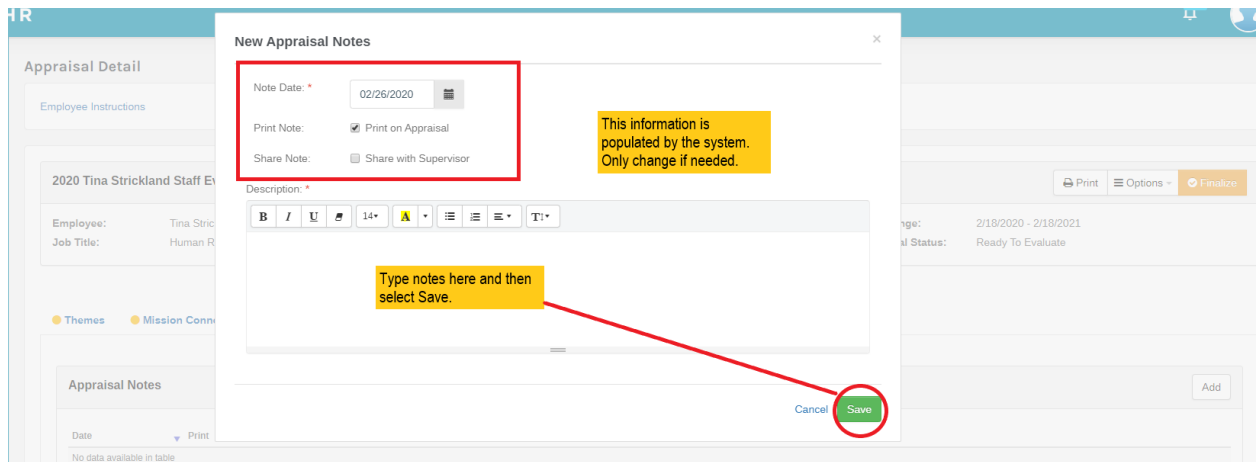 HR
New Appraisal Notes
×
Appraisal Detail
Note Date: *
02/26/2020
Employee Instructions
Print Note:
Print on Appraisal
Share Note:
Share with Supervisor
This information is
populated by the system.
Only change if needed.
2020 Tina Strickland Staff Ev
Print
Options
Finalize
Description: *
B I U 14 A T
Employee:
Tina Stric
nge:
2/18/2020 - 2/18/2021
Job Title:
Human R
al Status:
Ready To Evaluate
Type notes here and then
select Save.
Themes
Mission Conne
Appraisal Notes
Add
Cancel
Save
Date
Print
No data available in table